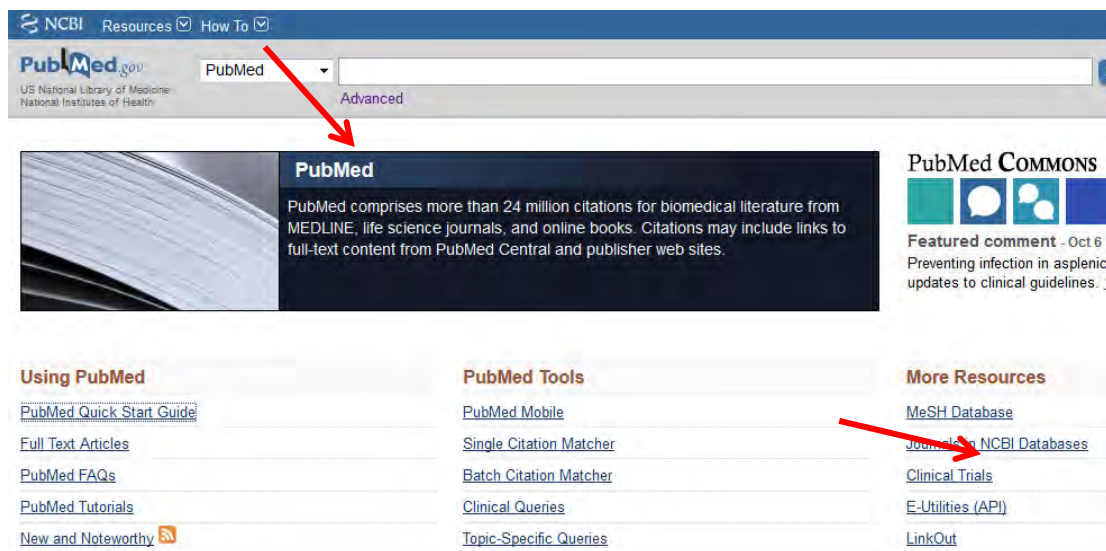 NCBI Resources How To
PubMed.gov
US National Library of Medicine
National Institutes of Health
PubMed
Advanced
PubMed
PubMed comprises more than 24 million citations for biomedical literature from
MEDLINE, life science journals, and online books. Citations may include links to
full-text content from PubMed Central and publisher web sites.
PubMed COMMONS
Featured comment - Oct 6
Preventing infection in asplenic
updates to clinical guidelines.
Using PubMed
PubMed Quick Start Guide
Full Text Articles
PubMed FAQs
PubMed Tutorials
New and Noteworthy
PubMed Tools
PubMed Mobile
Single Citation Matcher
Batch Citation Matcher
Clinical Queries
Topic-Specific Queries
More Resources
MeSH Database
Journals in NCBI Databases
Clinical Trials
E-Utilities (API)
LinkOut